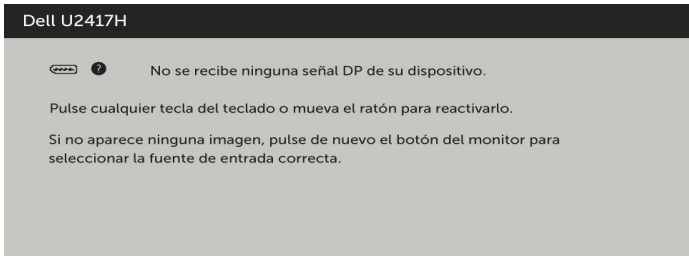 Dell U2417H
? No se recibe ninguna señal DP de su dispositivo.
Pulse cualquier tecla del teclado o mueva el ratón para reactivarlo.
Si no aparece ninguna imagen, pulse de nuevo el botón del monitor para
seleccionar la fuente de entrada correcta.